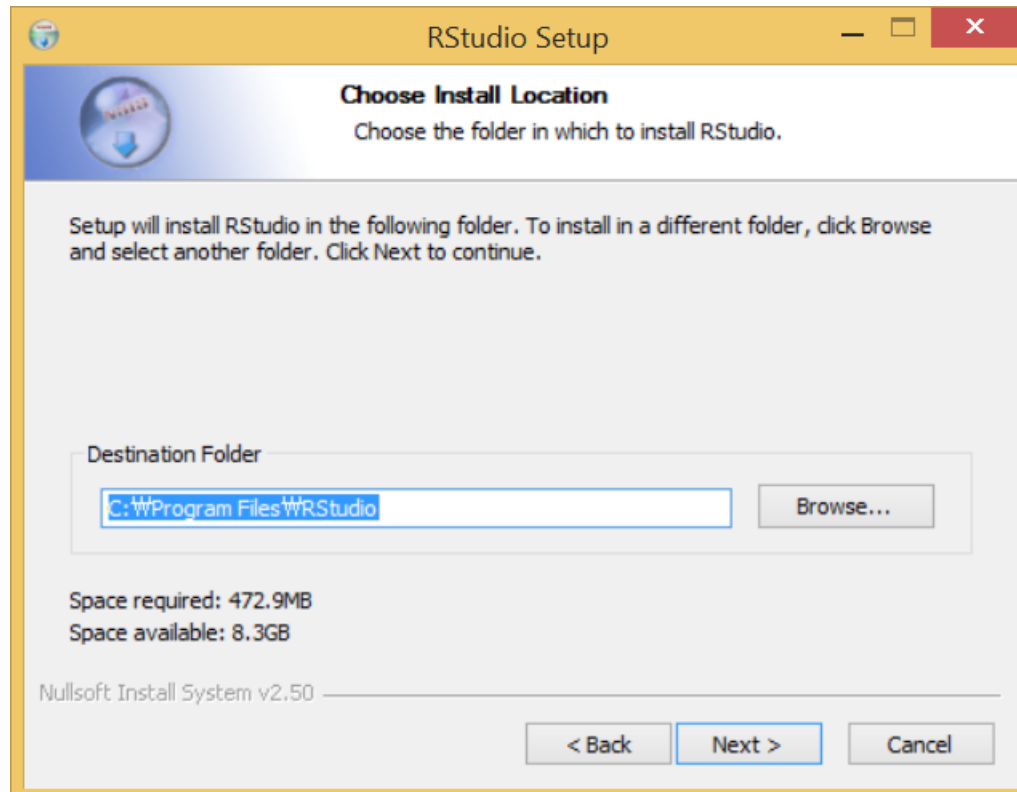 RStudio Setup
Choose Install Location
Choose the folder in which to install RStudio.
Setup will install RStudio in the following folder. To install in a different folder, click Browse
and select another folder. Click Next to continue.
Destination Folder
C:₩Program Files₩RStudio
Browse...
Space required: 472.9MB
Space available: 8.3GB
Nullsoft Install System v2.50
< Back
Next >
Cancel